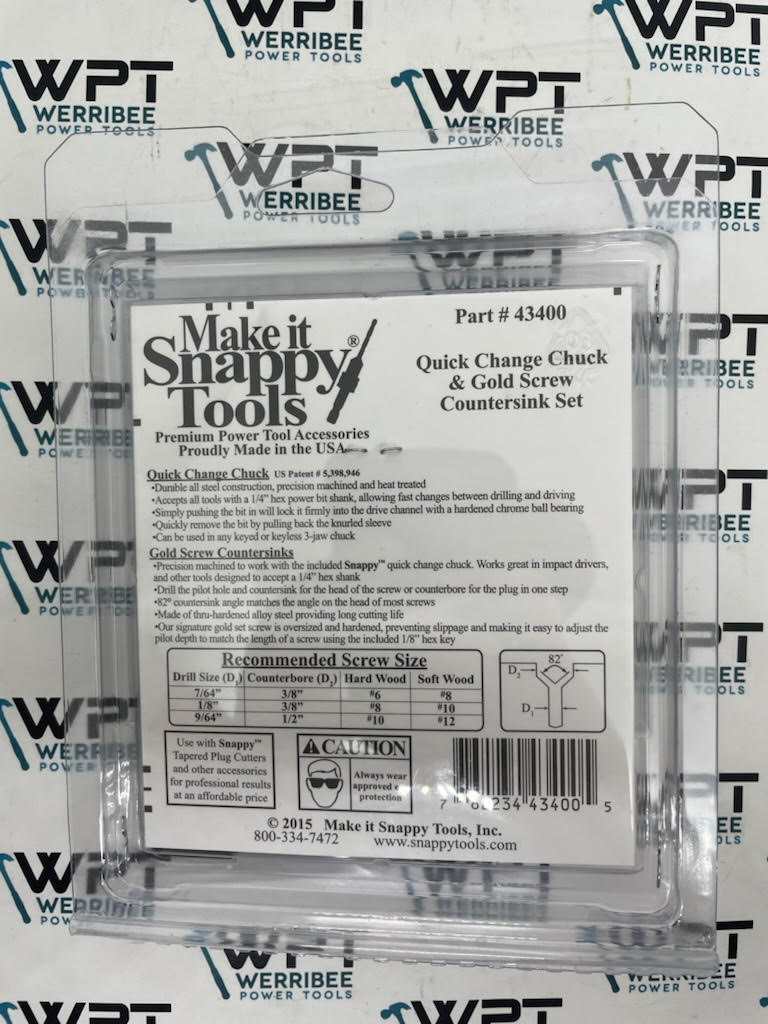 WPT
WERRIBEE
POWER TOOLS
Make it
Snappy®
Tools
Premium Power Tool Accessories
Proudly Made in the USA
Part # 43400
Quick Change Chuck
& Gold Screw
Countersink Set
Quick Change Chuck US Patent # 5,398,946
•Durable all steel construction, precision machined and heat treated
•Accepts all tools with a 1/4" hex power bit shank, allowing fast changes between drilling and driving
•Simply pushing the bit in will lock it firmly into the drive channel with a hardened chrome ball bearing
•Quickly remove the bit by pulling back the knurled sleeve
•Can be used in any keyed or keyless 3-jaw chuck
Gold Screw Countersinks
•Precision machined to work with the included Snappy™ quick change chuck. Works great in impact drivers,
and other tools designed to accept a 1/4" hex shank
•Drill the pilot hole and countersink for the head of the screw or counterbore for the plug in one step
•82° countersink angle matches the angle on the head of most screws
•Made of thru-hardened alloy steel providing long cutting life
•Our signature gold set screw is oversized and hardened, preventing slippage and making it easy to adjust the
pilot depth to match the length of a screw using the included 1/8" hex key
Recommended Screw Size
Drill Size (D₁) Counterbore (D₂) Hard Wood Soft Wood
7/64" 3/8" #6 #8
1/8" 3/8" #8 #10
9/64" 1/2" #10 #12
82°
D₂
D₁
Use with Snappy™
Tapered Plug Cutters
and other accessories
for professional results
at an affordable price
CAUTION
Always wear
approved
protection
234 43400 5
© 2015 Make it Snappy Tools, Inc.
800-334-7472 www.snappytools.com